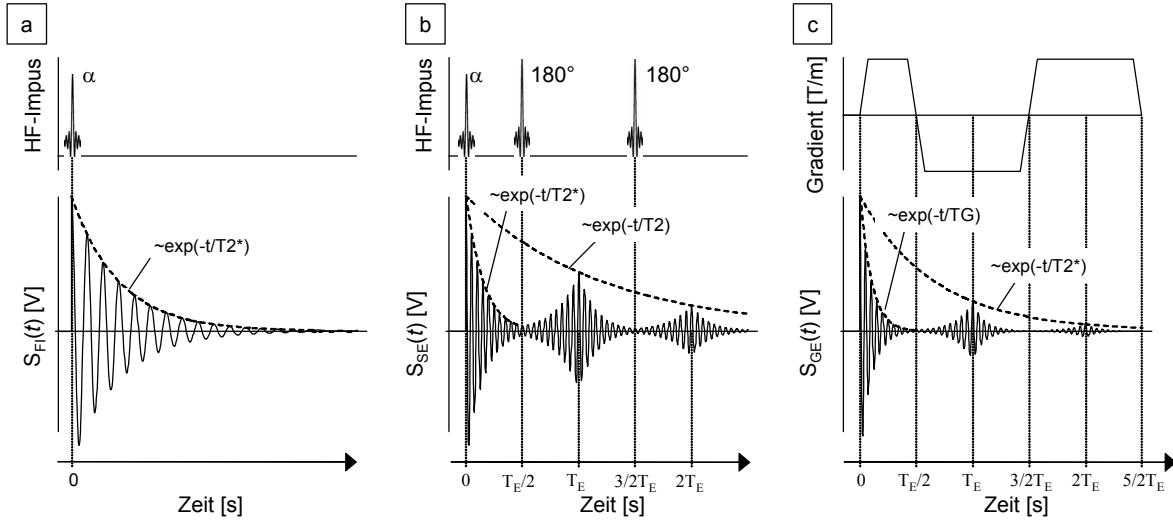 a
HF-Impus
α
S_FI(t) [V]
~exp(-t/T2*)
0
Zeit [s]
b
HF-Impus
α
180°
180°
S_SE(t) [V]
~exp(-t/T2*)
~exp(-t/T2)
0 T_E/2 T_E 3/2T_E 2T_E
Zeit [s]
c
Gradient [T/m]
S_GE(t) [V]
~exp(-t/TG)
~exp(-t/T2*)
0 T_E/2 T_E 3/2T_E 2T_E 5/2T_E
Zeit [s]